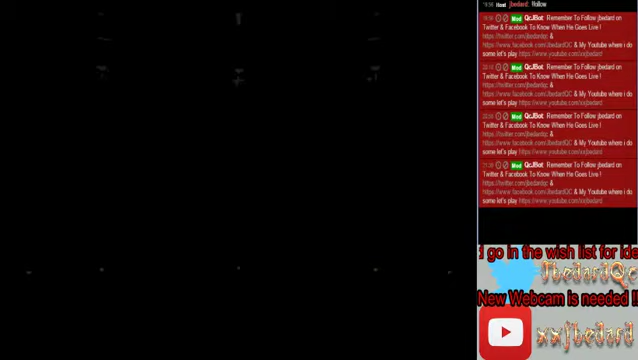 Host jbedard: Hollow
Mod QcJBot: Remember To Follow jbedard on
Twitter & Facebook To Know When He Goes Live !
https://twitter.com/jbedardqc &
https://www.facebook.com/JbedardQC & My Youtube where i do
some let's play https://www.youtube.com/xxjbedard
Mod QcJBot: Remember To Follow jbedard on
Twitter & Facebook To Know When He Goes Live !
https://twitter.com/jbedardqc &
https://www.facebook.com/JbedardQC & My Youtube where i do
some let's play https://www.youtube.com/xxjbedard
Mod QcJBot: Remember To Follow jbedard on
Twitter & Facebook To Know When He Goes Live !
https://twitter.com/jbedardqc &
https://www.facebook.com/JbedardQC & My Youtube where i do
some let's play https://www.youtube.com/xxjbedard
Mod QcJBot: Remember To Follow jbedard on
Twitter & Facebook To Know When He Goes Live !
https://twitter.com/jbedardqc &
https://www.facebook.com/JbedardQC & My Youtube where i do
some let's play https://www.youtube.com/xxjbedard
d go in the wish list for ide
JbedardQc
New Webcam is needed !!
xxjbedard